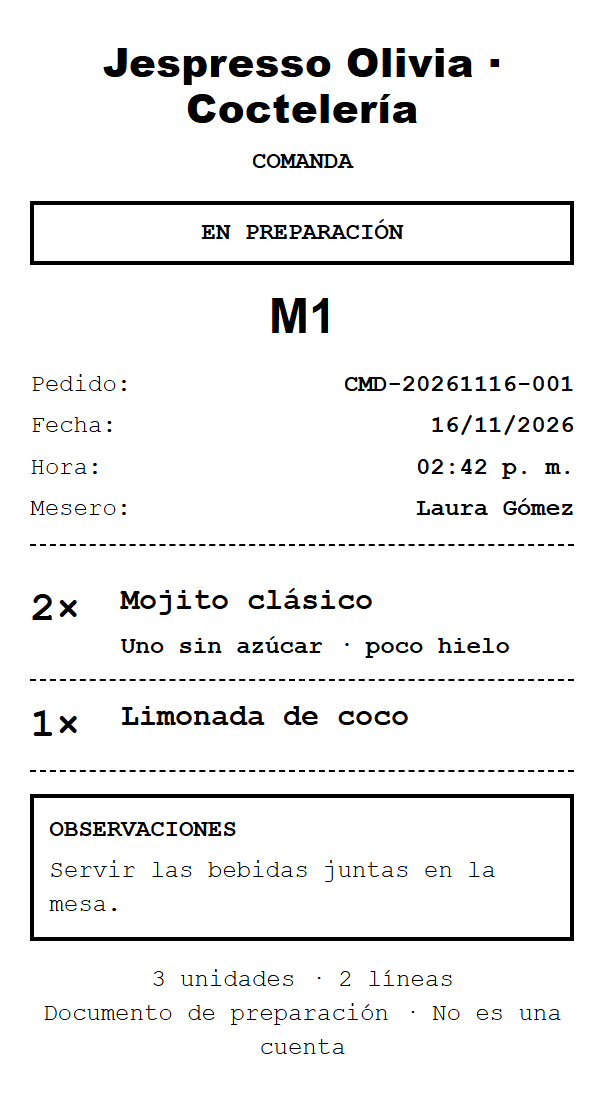 Jespresso Olivia ·
Coctelería
COMANDA
EN PREPARACIÓN
M1
Pedido: CMD-20261116-001
Fecha: 16/11/2026
Hora: 02:42 p. m.
Mesero: Laura Gómez
2× Mojito clásico
Uno sin azúcar · poco hielo
1× Limonada de coco
OBSERVACIONES
Servir las bebidas juntas en la
mesa.
3 unidades · 2 líneas
Documento de preparación · No es una
cuenta